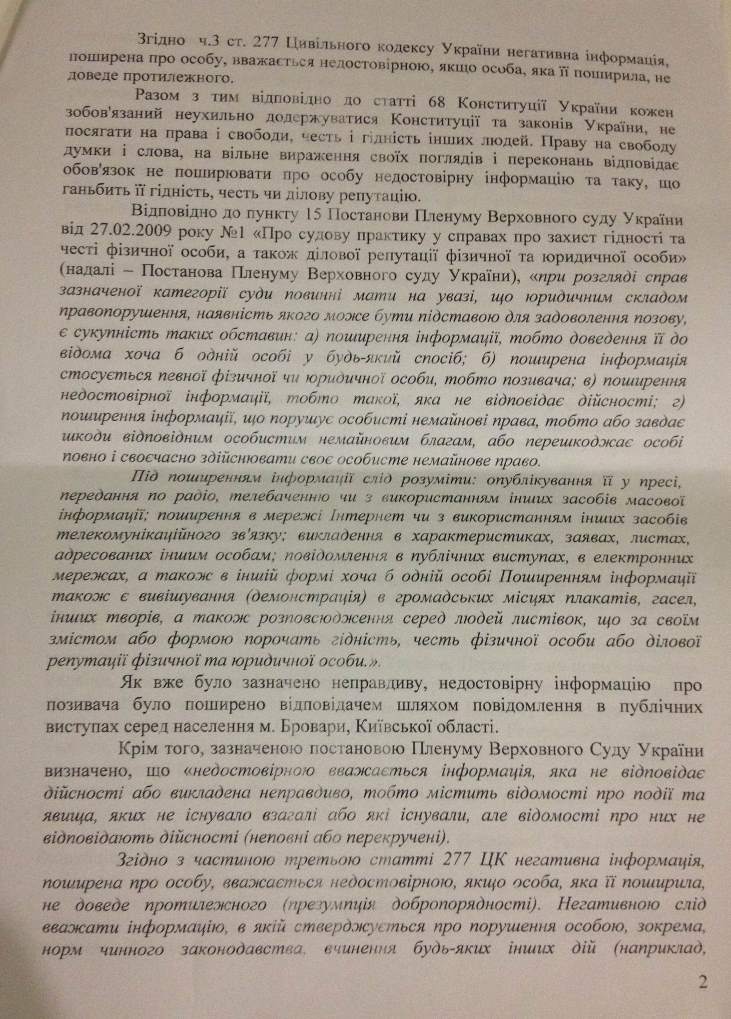 Згідно ч.3 ст. 277 Цивільного кодексу України негативна інформація,
поширена про особу, вважається недостовірною, якщо особа, яка її поширила, не
доведе протилежного.
Разом з тим відповідно до статті 68 Конституції України кожен
зобов'язаний неухильно додержуватися Конституції та законів України, не
посягати на права і свободи, честь і гідність інших людей. Праву на свободу
думки і слова, на вільне вираження своїх поглядів і переконань відповідає
обов'язок не поширювати про особу недостовірну інформацію та таку, що
ганьбить її гідність, честь чи ділову репутацію.
Відповідно до пункту 15 Постанови Пленуму Верховного суду України
від 27.02.2009 року №1 «Про судову практику у справах про захист гідності та
честі фізичної особи, а також ділової репутації фізичної та юридичної особи»
(надалі – Постанова Пленуму Верховного суду України), «при розгляді справ
зазначеної категорії суди повинні мати на увазі, що юридичним складом
правопорушення, наявність якого може бути підставою для задоволення позову,
є сукупність таких обставин: а) поширення інформації, тобто доведення її до
відома хоча б одній особі у будь-який спосіб; б) поширена інформація
стосується певної фізичної чи юридичної особи, тобто позивача; в) поширення
недостовірної інформації, тобто такої, яка не відповідає дійсності; г)
поширення інформації, що порушує особисті немайнові права, тобто або завдає
шкоди відповідним особистим немайновим благам, або перешкоджає особі
повно і своєчасно здійснювати своє особисте немайнове право.
Під поширенням інформації слід розуміти: опублікування її у пресі,
передання по радіо, телебаченню чи з використанням інших засобів масової
інформації; поширення в мережі Інтернет чи з використанням інших засобів
телекомунікаційного зв'язку; викладення в характеристиках, заявах, листах,
адресованих іншим особам; повідомлення в публічних виступах, в електронних
мережах, а також в іншій формі хоча б одній особі Поширенням інформації
також є вивішування (демонстрація) в громадських місцях плакатів, гасел,
інших творів, а також розповсюдження серед людей листівок, що за своїм
змістом або формою порочать гідність, честь фізичної особи або ділової
репутації фізичної та юридичної особи.».
Як вже було зазначено неправдиву, недостовірну інформацію про
позивача було поширено відповідачем шляхом повідомлення в публічних
виступах серед населення м. Бровари, Київської області.
Крім того, зазначеною постановою Пленуму Верховного Суду України
визначено, що «недостовірною вважається інформація, яка не відповідає
дійсності або викладена неправдиво, тобто містить відомості про події та
явища, яких не існувало взагалі або які існували, але відомості про них не
відповідають дійсності (неповні або перекручені).
Згідно з частиною третьою статті 277 ЦК негативна інформація,
поширена про особу, вважається недостовірною, якщо особа, яка її поширила,
не доведе протилежного (презумпція добропорядності). Негативною слід
вважати інформацію, в якій стверджується про порушення особою, зокрема,
норм чинного законодавства, вчинення будь-яких інших дій (наприклад,
2